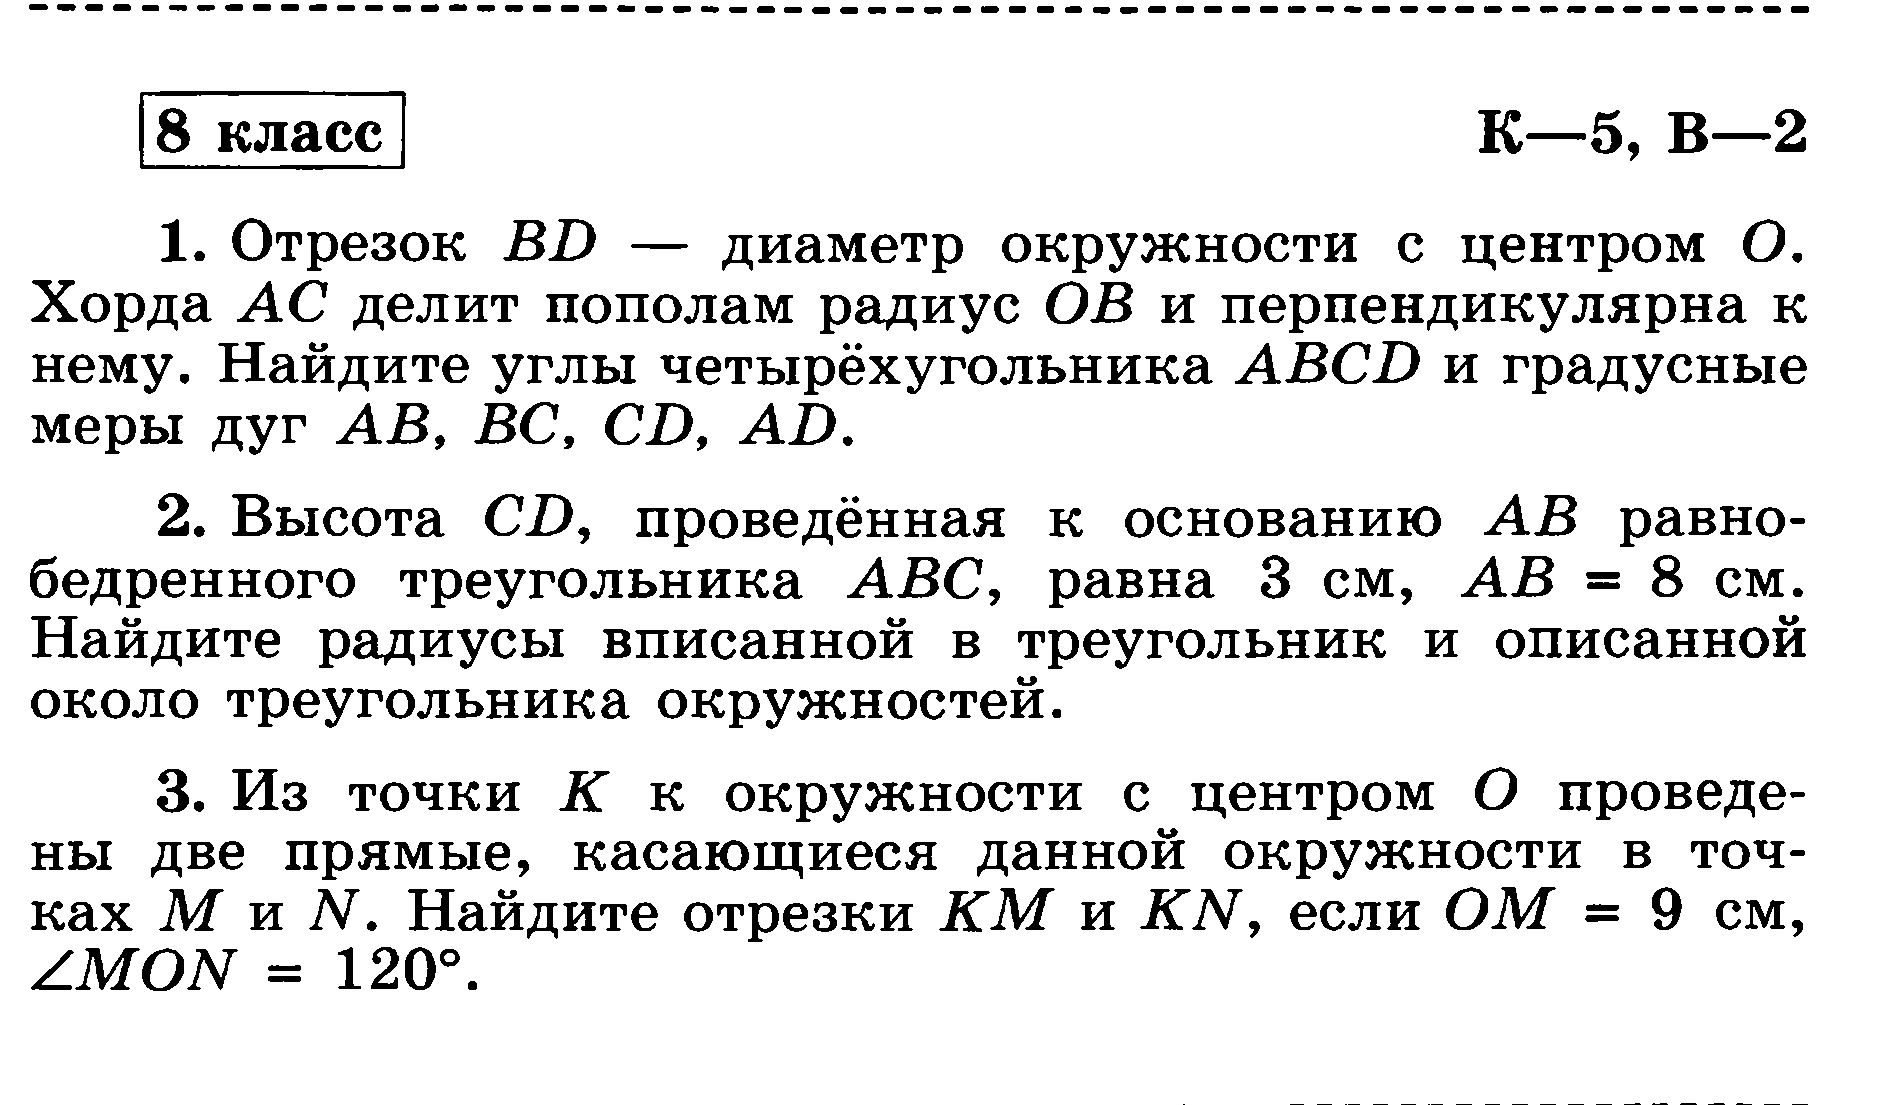 8 класс
К—5, В—2
1. Отрезок BD — диаметр окружности с центром O.
Хорда AC делит пополам радиус OB и перпендикулярна к
нему. Найдите углы четырёхугольника ABCD и градусные
меры дуг AB, BC, CD, AD.
2. Высота CD, проведённая к основанию AB равно-
бедренного треугольника ABC, равна 3 см, AB = 8 см.
Найдите радиусы вписанной в треугольник и описанной
около треугольника окружностей.
3. Из точки K к окружности с центром O проведе-
ны две прямые, касающиеся данной окружности в точ-
ках M и N. Найдите отрезки KM и KN, если OM = 9 см,
∠MON = 120°.